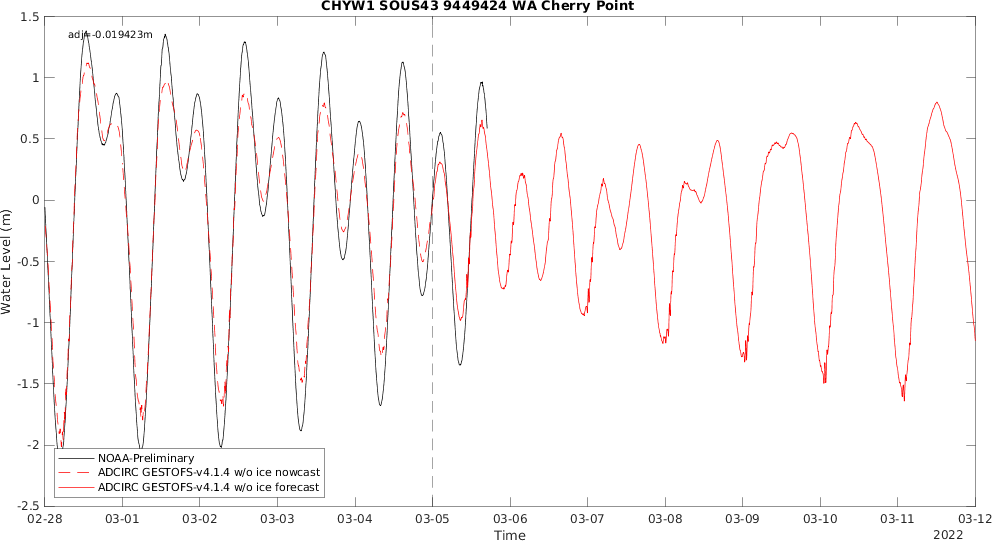 CHYW1 SOUS43 9449424 WA Cherry Point
adj=-0.019423m
1.5
1
0.5
0
-0.5
-1
-1.5
-2
-2.5
Water Level (m)
NOAA-Preliminary
ADCIRC GESTOFS-v4.1.4 w/o ice nowcast
ADCIRC GESTOFS-v4.1.4 w/o ice forecast
02-28 03-01 03-02 03-03 03-04 03-05 03-06 03-07 03-08 03-09 03-10 03-11 03-12
Time
2022